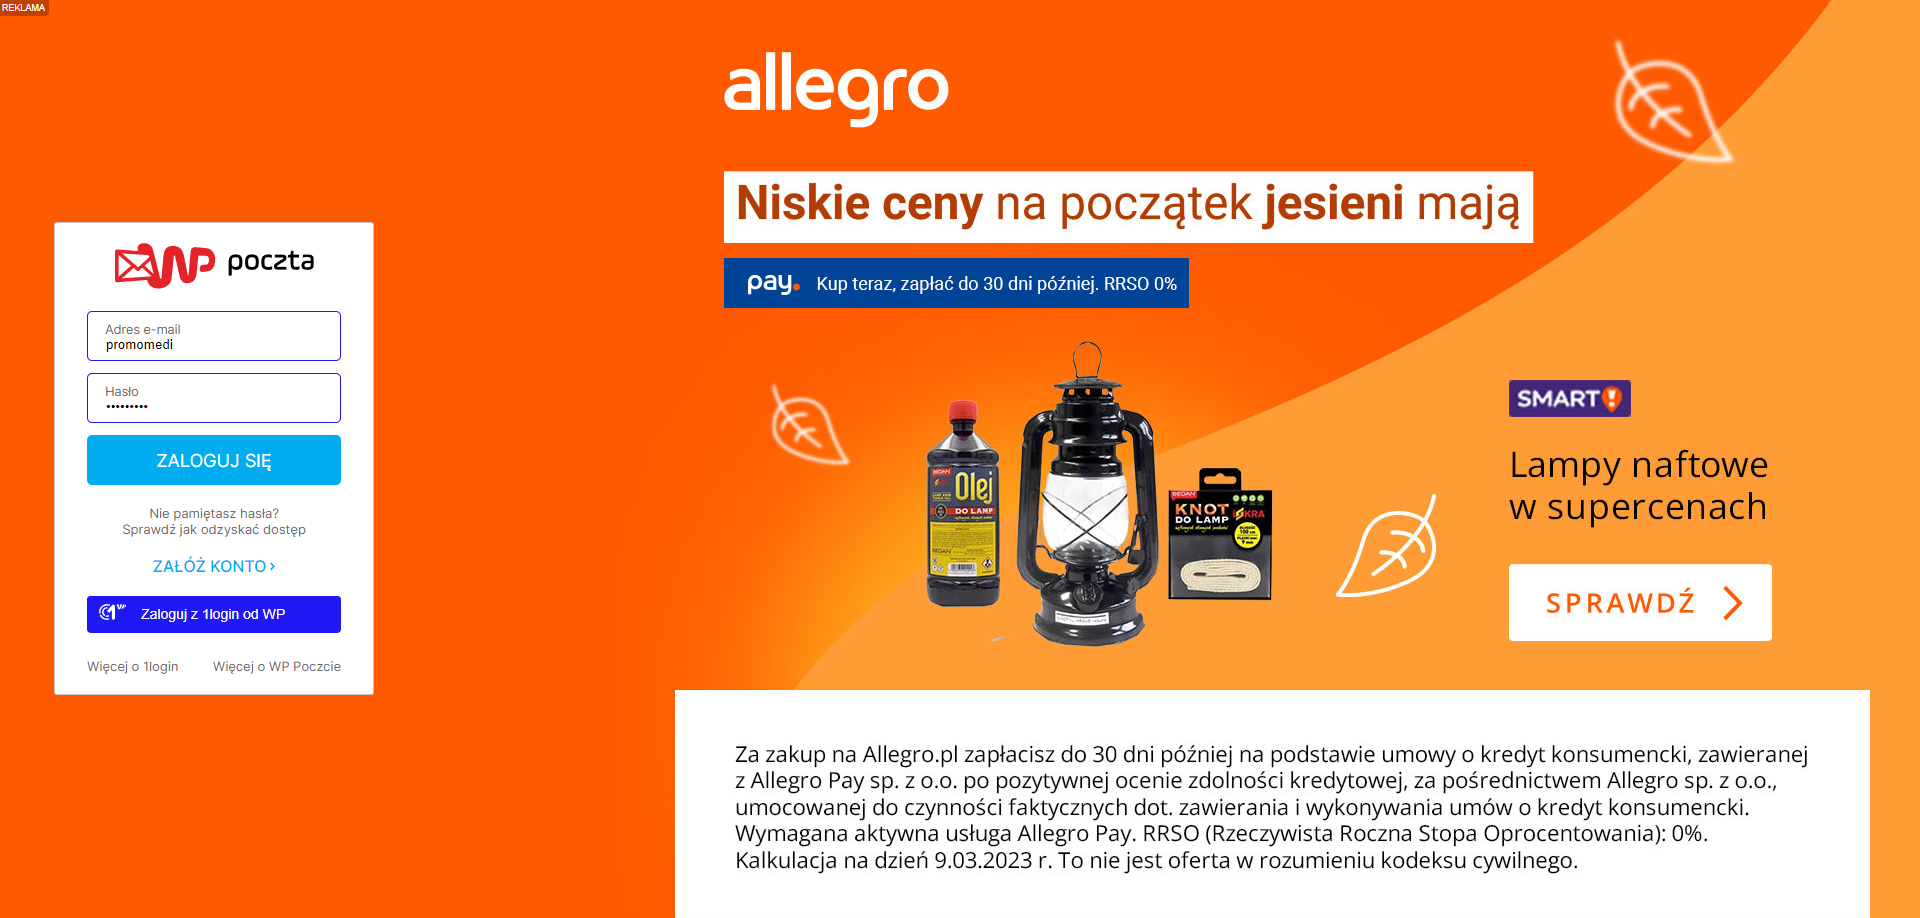 REKLAMA
allegro
Niskie ceny na początek jesieni mają
pay. Kup teraz, zapłać do 30 dni później. RRSO 0%
WP poczta
Adres e-mail
promomedi
Hasło
•••••••••
ZALOGUJ SIĘ
Nie pamiętasz hasła?
Sprawdź jak odzyskać dostęp
ZAŁÓŻ KONTO ›
1WP Zaloguj z 1login od WP
Więcej o 1login Więcej o WP Poczcie
BEDAN
Olej
DO LAMP
BEDAN
BEDAN
KNOT
DO LAMP
ISKRA
SMART!
Lampy naftowe
w supercenach
SPRAWDŹ
Za zakup na Allegro.pl zapłacisz do 30 dni później na podstawie umowy o kredyt konsumencki, zawieranej
z Allegro Pay sp. z o.o. po pozytywnej ocenie zdolności kredytowej, za pośrednictwem Allegro sp. z o.o.,
umocowanej do czynności faktycznych dot. zawierania i wykonywania umów o kredyt konsumencki.
Wymagana aktywna usługa Allegro Pay. RRSO (Rzeczywista Roczna Stopa Oprocentowania): 0%.
Kalkulacja na dzień 9.03.2023 r. To nie jest oferta w rozumieniu kodeksu cywilnego.